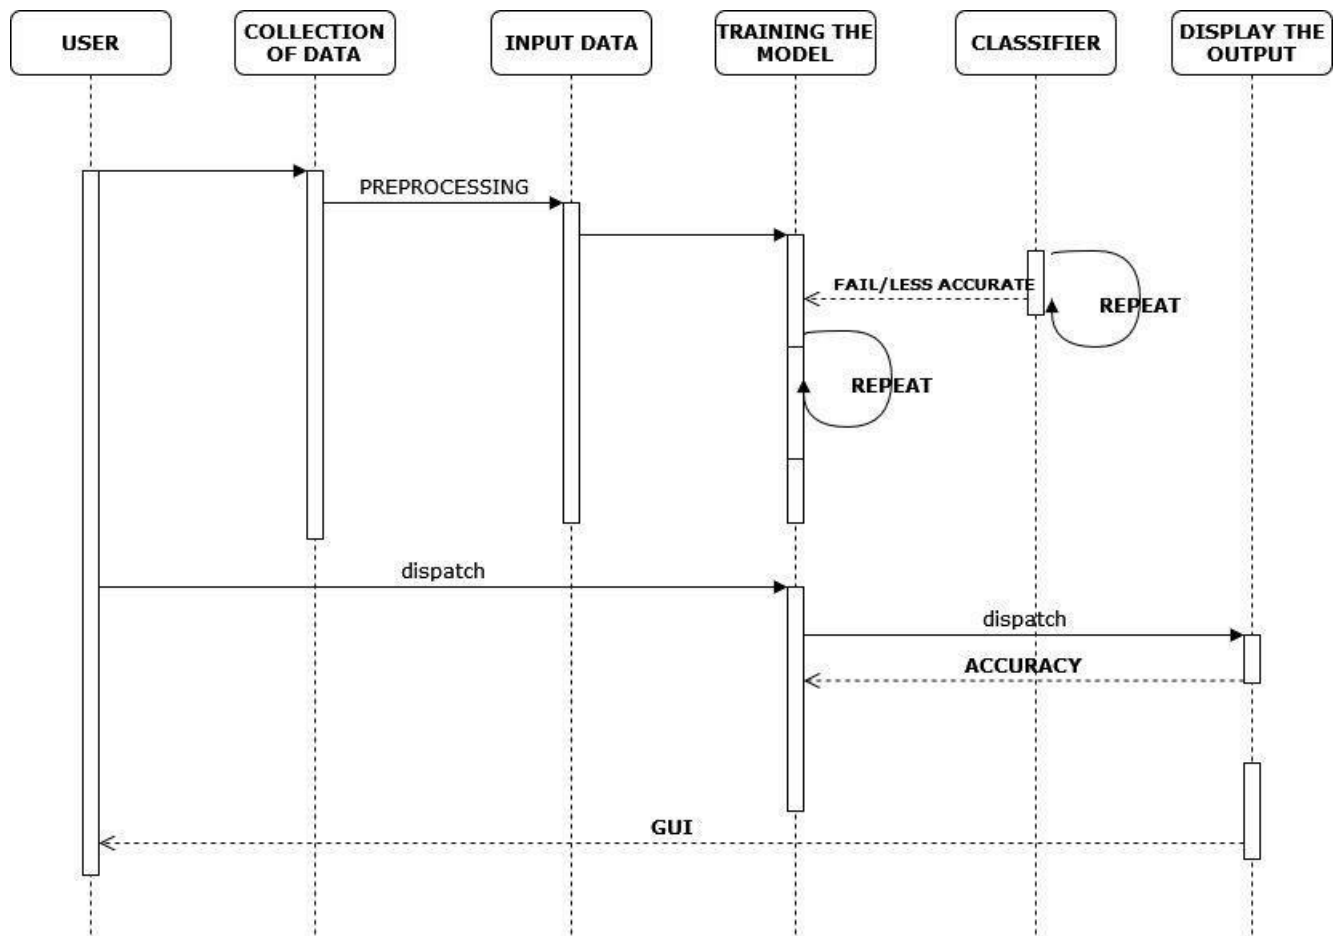 USER
COLLECTION
OF DATA
INPUT DATA
TRAINING THE
MODEL
CLASSIFIER
DISPLAY THE
OUTPUT
PREPROCESSING
FAIL/LESS ACCURATE
REPEAT
REPEAT
dispatch
dispatch
ACCURACY
GUI